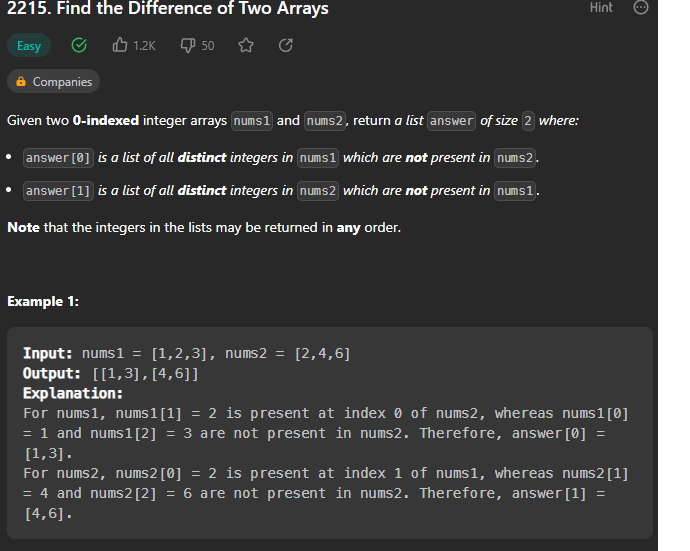 2215. Find the Difference of Two Arrays
Hint
Easy 1.2K 50
Companies
Given two 0-indexed integer arrays nums1 and nums2, return a list answer of size 2 where:
• answer[0] is a list of all distinct integers in nums1 which are not present in nums2.
• answer[1] is a list of all distinct integers in nums2 which are not present in nums1.
Note that the integers in the lists may be returned in any order.
Example 1:
Input: nums1 = [1,2,3], nums2 = [2,4,6]
Output: [[1,3],[4,6]]
Explanation:
For nums1, nums1[1] = 2 is present at index 0 of nums2, whereas nums1[0]
= 1 and nums1[2] = 3 are not present in nums2. Therefore, answer[0] =
[1,3].
For nums2, nums2[0] = 2 is present at index 1 of nums1, whereas nums2[1]
= 4 and nums2[2] = 6 are not present in nums2. Therefore, answer[1] =
[4,6].